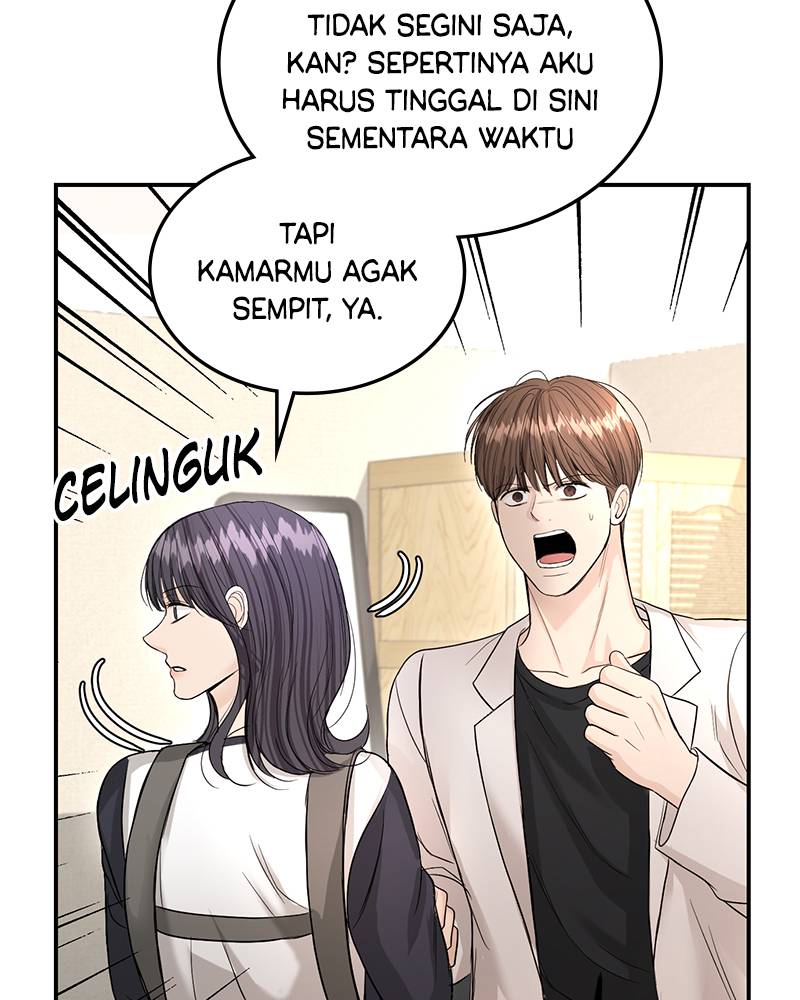 TIDAK SEGINI SAJA,
KAN? SEPERTINYA AKU
HARUS TINGGAL DI SINI
SEMENTARA WAKTU
TAPI
KAMARMU AGAK
SEMPIT, YA.
CELINGUK